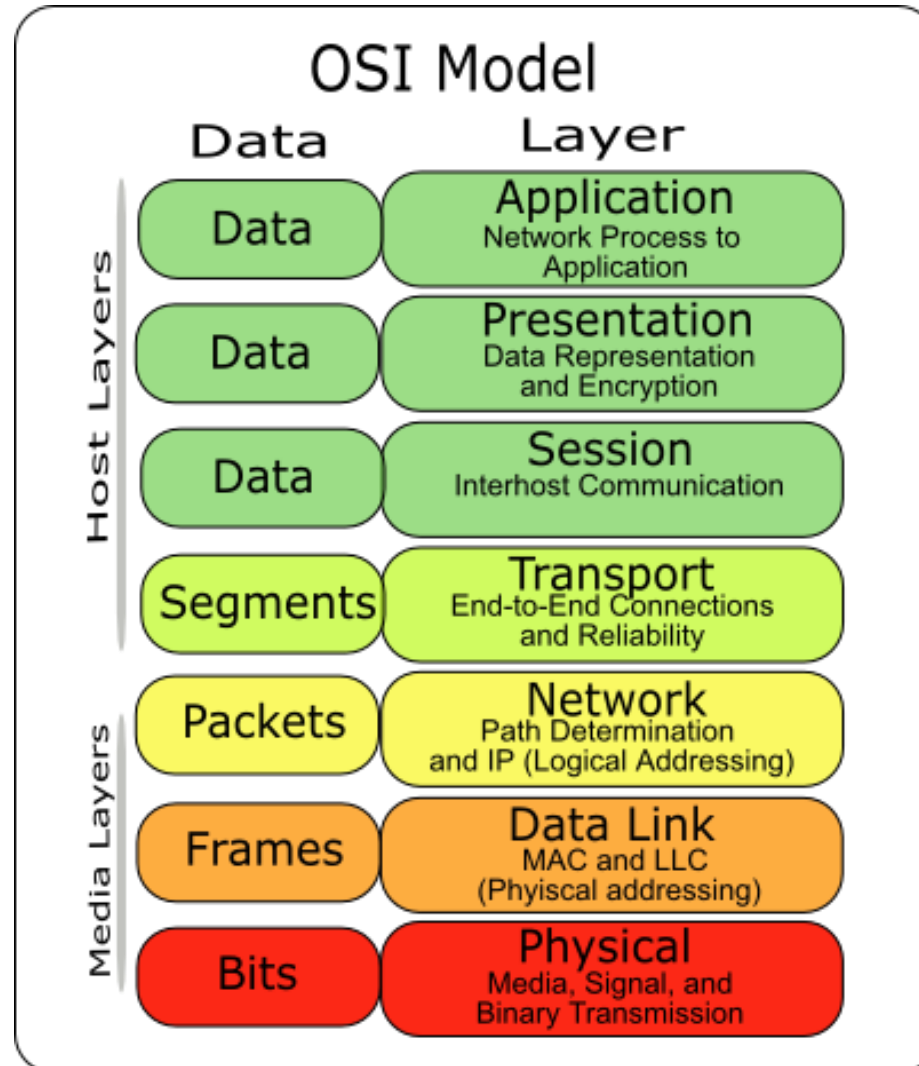 OSI Model
Data
Layer
Host Layers
Data
Application
Network Process to
Application
Data
Presentation
Data Representation
and Encryption
Data
Session
Interhost Communication
Segments
Transport
End-to-End Connections
and Reliability
Media Layers
Packets
Network
Path Determination
and IP (Logical Addressing)
Frames
Data Link
MAC and LLC
(Phyiscal addressing)
Bits
Physical
Media, Signal, and
Binary Transmission